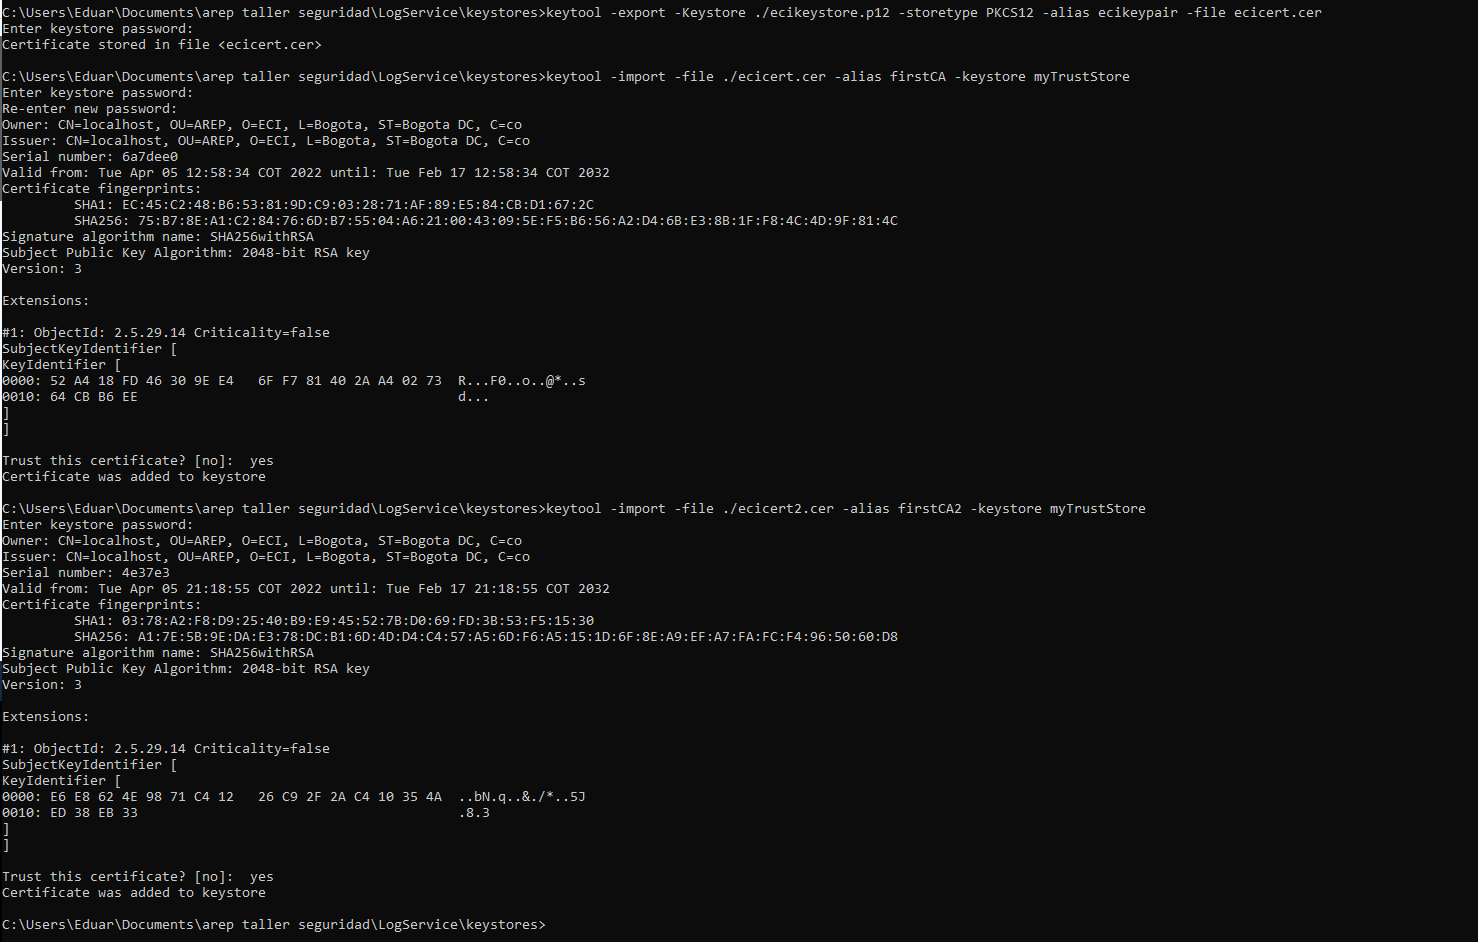 C:\Users\Eduar\Documents\arep taller seguridad\LogService\keystores>keytool -export -Keystore ./ecikeystore.p12 -storetype PKCS12 -alias ecikeypair -file ecicert.cer
Enter keystore password:
Certificate stored in file <ecicert.cer>
C:\Users\Eduar\Documents\arep taller seguridad\LogService\keystores>keytool -import -file ./ecicert.cer -alias firstCA -keystore myTrustStore
Enter keystore password:
Re-enter new password:
Owner: CN=localhost, OU=AREP, O=ECI, L=Bogota, ST=Bogota DC, C=co
Issuer: CN=localhost, OU=AREP, O=ECI, L=Bogota, ST=Bogota DC, C=co
Serial number: 6a7dee0
Valid from: Tue Apr 05 12:58:34 COT 2022 until: Tue Feb 17 12:58:34 COT 2032
Certificate fingerprints:
SHA1: EC:45:C2:48:B6:53:81:9D:C9:03:28:71:AF:89:E5:84:CB:D1:67:2C
SHA256: 75:B7:8E:A1:C2:84:76:6D:B7:55:04:A6:21:00:43:09:5E:F5:B6:56:A2:D4:6B:E3:8B:1F:F8:4C:4D:9F:81:4C
Signature algorithm name: SHA256withRSA
Subject Public Key Algorithm: 2048-bit RSA key
Version: 3
Extensions:
#1: ObjectId: 2.5.29.14 Criticality=false
SubjectKeyIdentifier [
KeyIdentifier [
0000: 52 A4 18 FD 46 30 9E E4   6F F7 81 40 2A A4 02 73  R...F0..o..@*..s
0010: 64 CB B6 EE                                        d...
]
]
Trust this certificate? [no]:  yes
Certificate was added to keystore
C:\Users\Eduar\Documents\arep taller seguridad\LogService\keystores>keytool -import -file ./ecicert2.cer -alias firstCA2 -keystore myTrustStore
Enter keystore password:
Owner: CN=localhost, OU=AREP, O=ECI, L=Bogota, ST=Bogota DC, C=co
Issuer: CN=localhost, OU=AREP, O=ECI, L=Bogota, ST=Bogota DC, C=co
Serial number: 4e37e3
Valid from: Tue Apr 05 21:18:55 COT 2022 until: Tue Feb 17 21:18:55 COT 2032
Certificate fingerprints:
SHA1: 03:78:A2:F8:D9:25:40:B9:E9:45:52:7B:D0:69:FD:3B:53:F5:15:30
SHA256: A1:7E:5B:9E:DA:E3:78:DC:B1:6D:4D:D4:C4:57:A5:6D:F6:A5:15:1D:6F:8E:A9:EF:A7:FA:FC:F4:96:50:60:D8
Signature algorithm name: SHA256withRSA
Subject Public Key Algorithm: 2048-bit RSA key
Version: 3
Extensions:
#1: ObjectId: 2.5.29.14 Criticality=false
SubjectKeyIdentifier [
KeyIdentifier [
0000: E6 E8 62 4E 98 71 C4 12   26 C9 2F 2A C4 10 35 4A  ..bN.q..&./*..5J
0010: ED 38 EB 33                                        .8.3
]
]
Trust this certificate? [no]:  yes
Certificate was added to keystore
C:\Users\Eduar\Documents\arep taller seguridad\LogService\keystores>